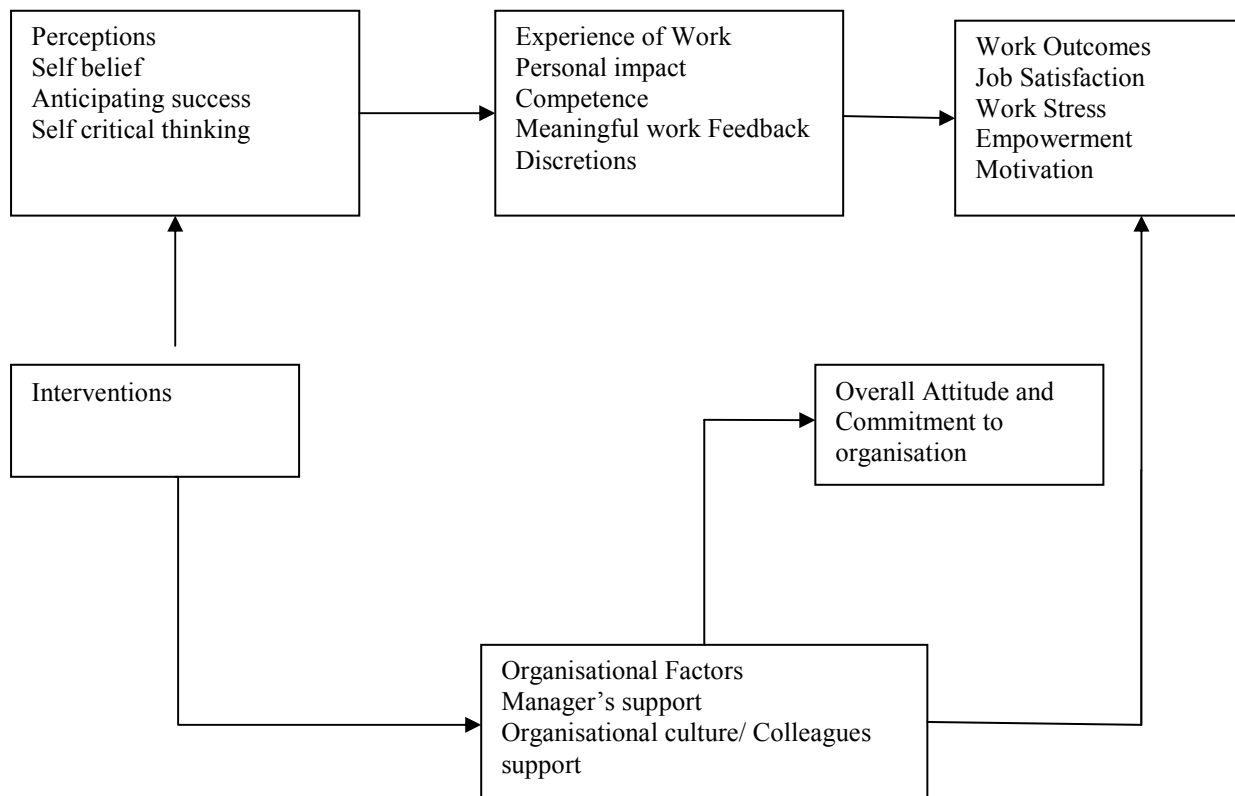 Perceptions
Self belief
Anticipating success
Self critical thinking
Experience of Work
Personal impact
Competence
Meaningful work Feedback
Discretions
Work Outcomes
Job Satisfaction
Work Stress
Empowerment
Motivation
Interventions
Overall Attitude and
Commitment to
organisation
Organisational Factors
Manager’s support
Organisational culture/ Colleagues
support